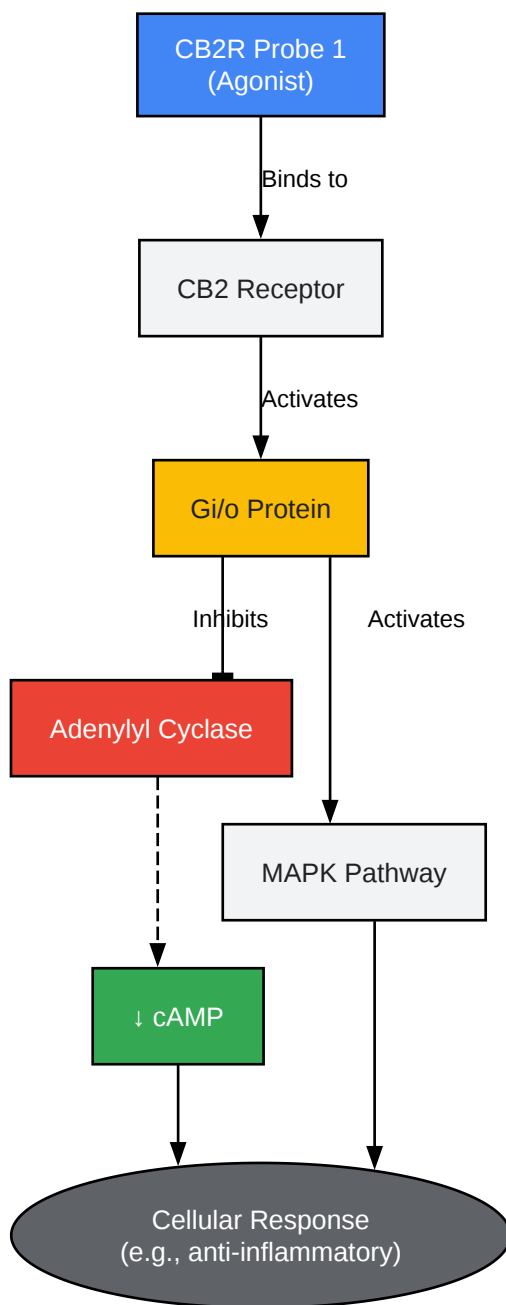 CB2R Probe 1
(Agonist)
Binds to
CB2 Receptor
Activates
Gi/o Protein
Inhibits
Activates
Adenylyl Cyclase
MAPK Pathway
↓ cAMP
Cellular Response
(e.g., anti-inflammatory)